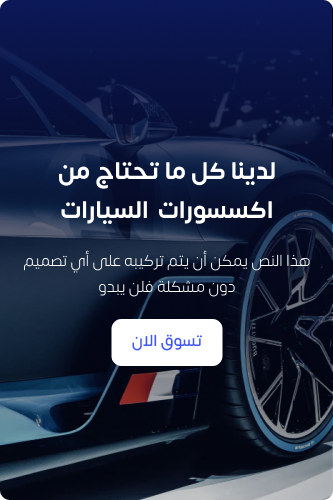 لدينا كل ما تحتاج من
اكسسورات السيارات
هذا النص يمكن أن يتم تركيبه على أي تصميم
دون مشكلة فلن يبدو
تسوق الان